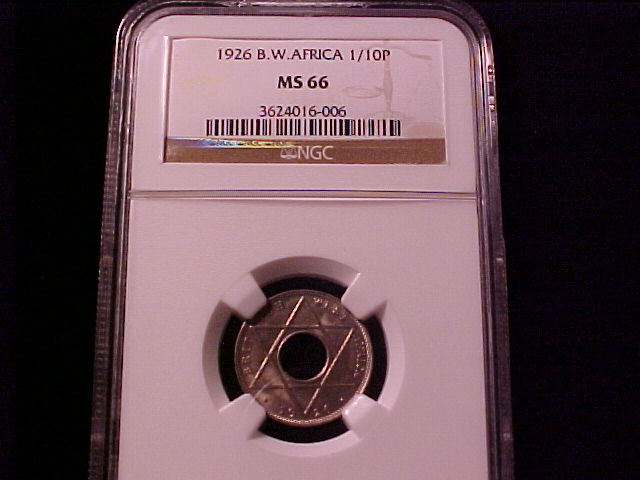 1926 B.W.AFRICA 1/10P
MS 66
3624016-006
NGC